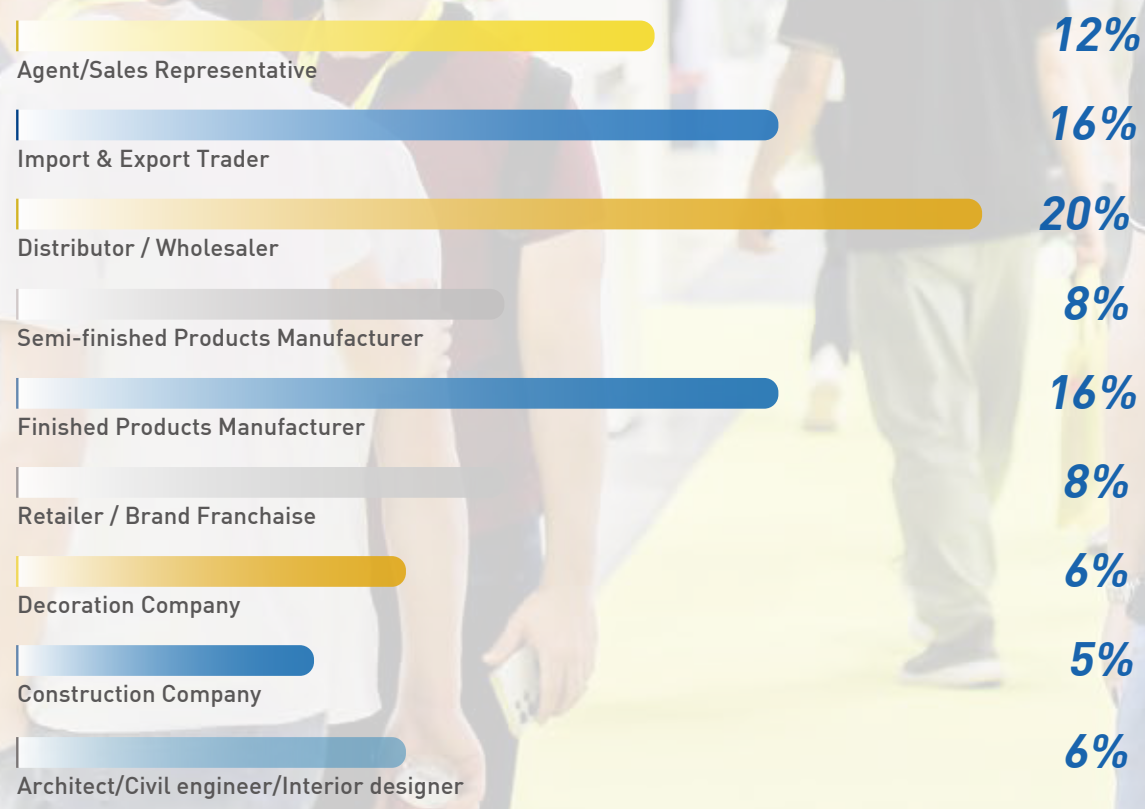 12%
Agent/Sales Representative
16%
Import & Export Trader
20%
Distributor / Wholesaler
8%
Semi-finished Products Manufacturer
16%
Finished Products Manufacturer
8%
Retailer / Brand Franchaise
6%
Decoration Company
5%
Construction Company
6%
Architect/Civil engineer/Interior designer